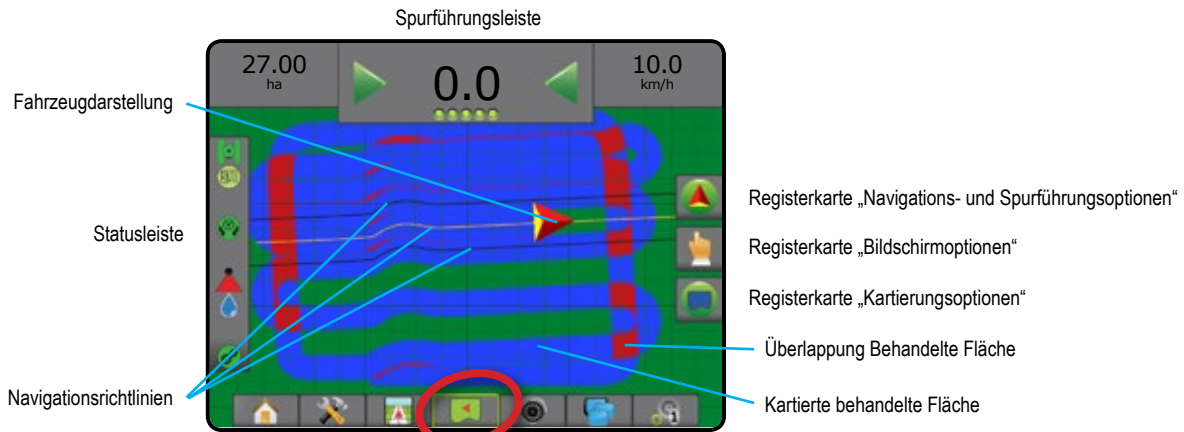 Spurführungsleiste
27.00
ha
0.0
10.0
km/h
Fahrzeugdarstellung
Statusleiste
Navigationsrichtlinien
Registerkarte „Navigations- und Spurführungsoptionen“
Registerkarte „Bildschirmoptionen“
Registerkarte „Kartierungsoptionen“
Überlappung Behandelte Fläche
Kartierte behandelte Fläche